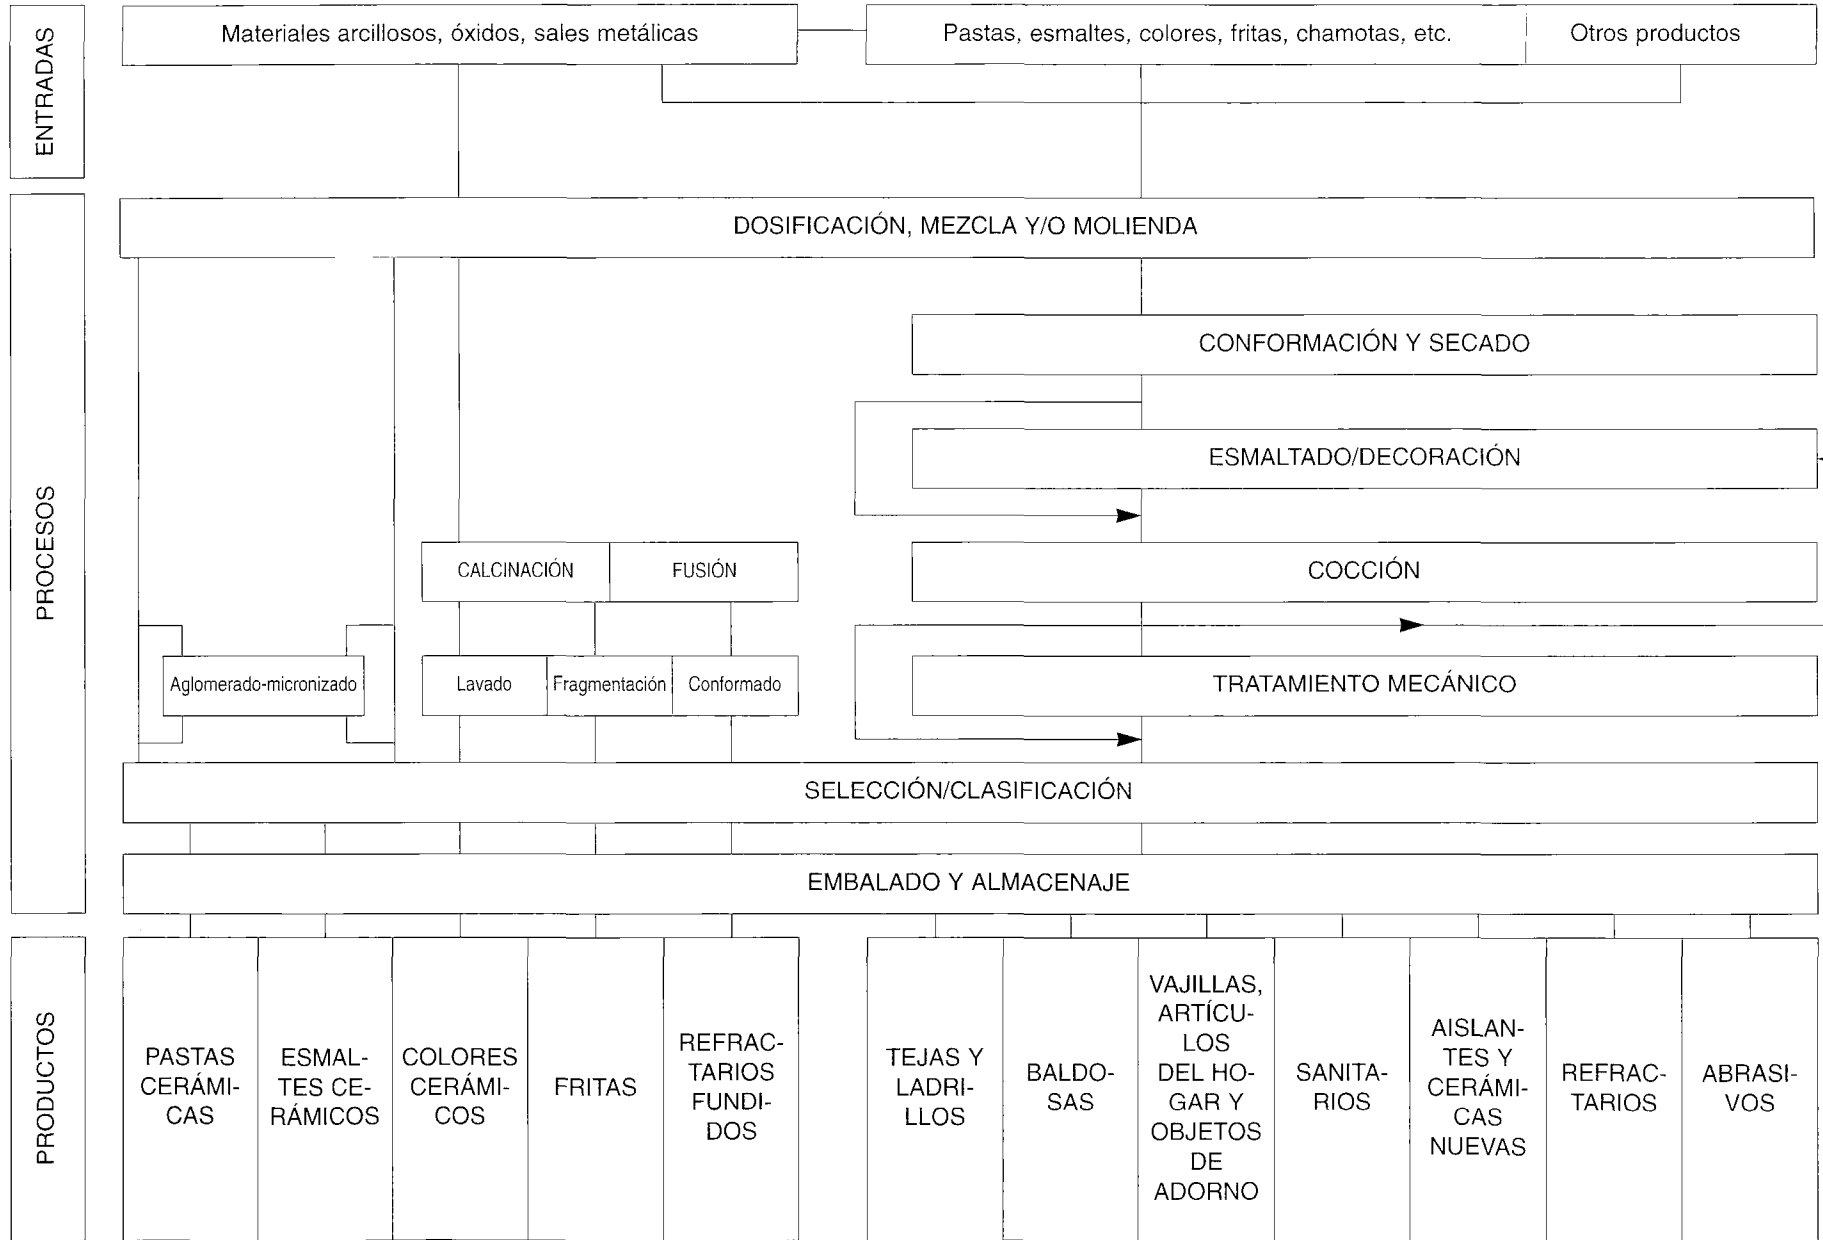 ENTRADAS
Materiales arcillosos, óxidos, sales metálicas
Pastas, esmaltes, colores, fritas, chamotas, etc.
Otros productos
PROCESOS
DOSIFICACIÓN, MEZCLA Y/O MOLIENDA
CONFORMACIÓN Y SECADO
ESMALTADO/DECORACIÓN
CALCINACIÓN
FUSIÓN
COCCIÓN
Aglomerado-micronizado
Lavado
Fragmentación
Conformado
TRATAMIENTO MECÁNICO
SELECCIÓN/CLASIFICACIÓN
EMBALADO Y ALMACENAJE
PRODUCTOS
PASTAS
CERÁMI-
CAS
ESMAL-
TES CE-
RÁMICOS
COLORES
CERÁMI-
COS
FRITAS
REFRAC-
TARIOS
FUNDI-
DOS
TEJAS Y
LADRI-
LLOS
BALDO-
SAS
VAJILLAS,
ARTÍCU-
LOS
DEL HO-
GAR Y
OBJETOS
DE
ADORNO
SANITA-
RIOS
AISLAN-
TES Y
CERÁMI-
CAS
NUEVAS
REFRAC-
TARIOS
ABRASI-
VOS